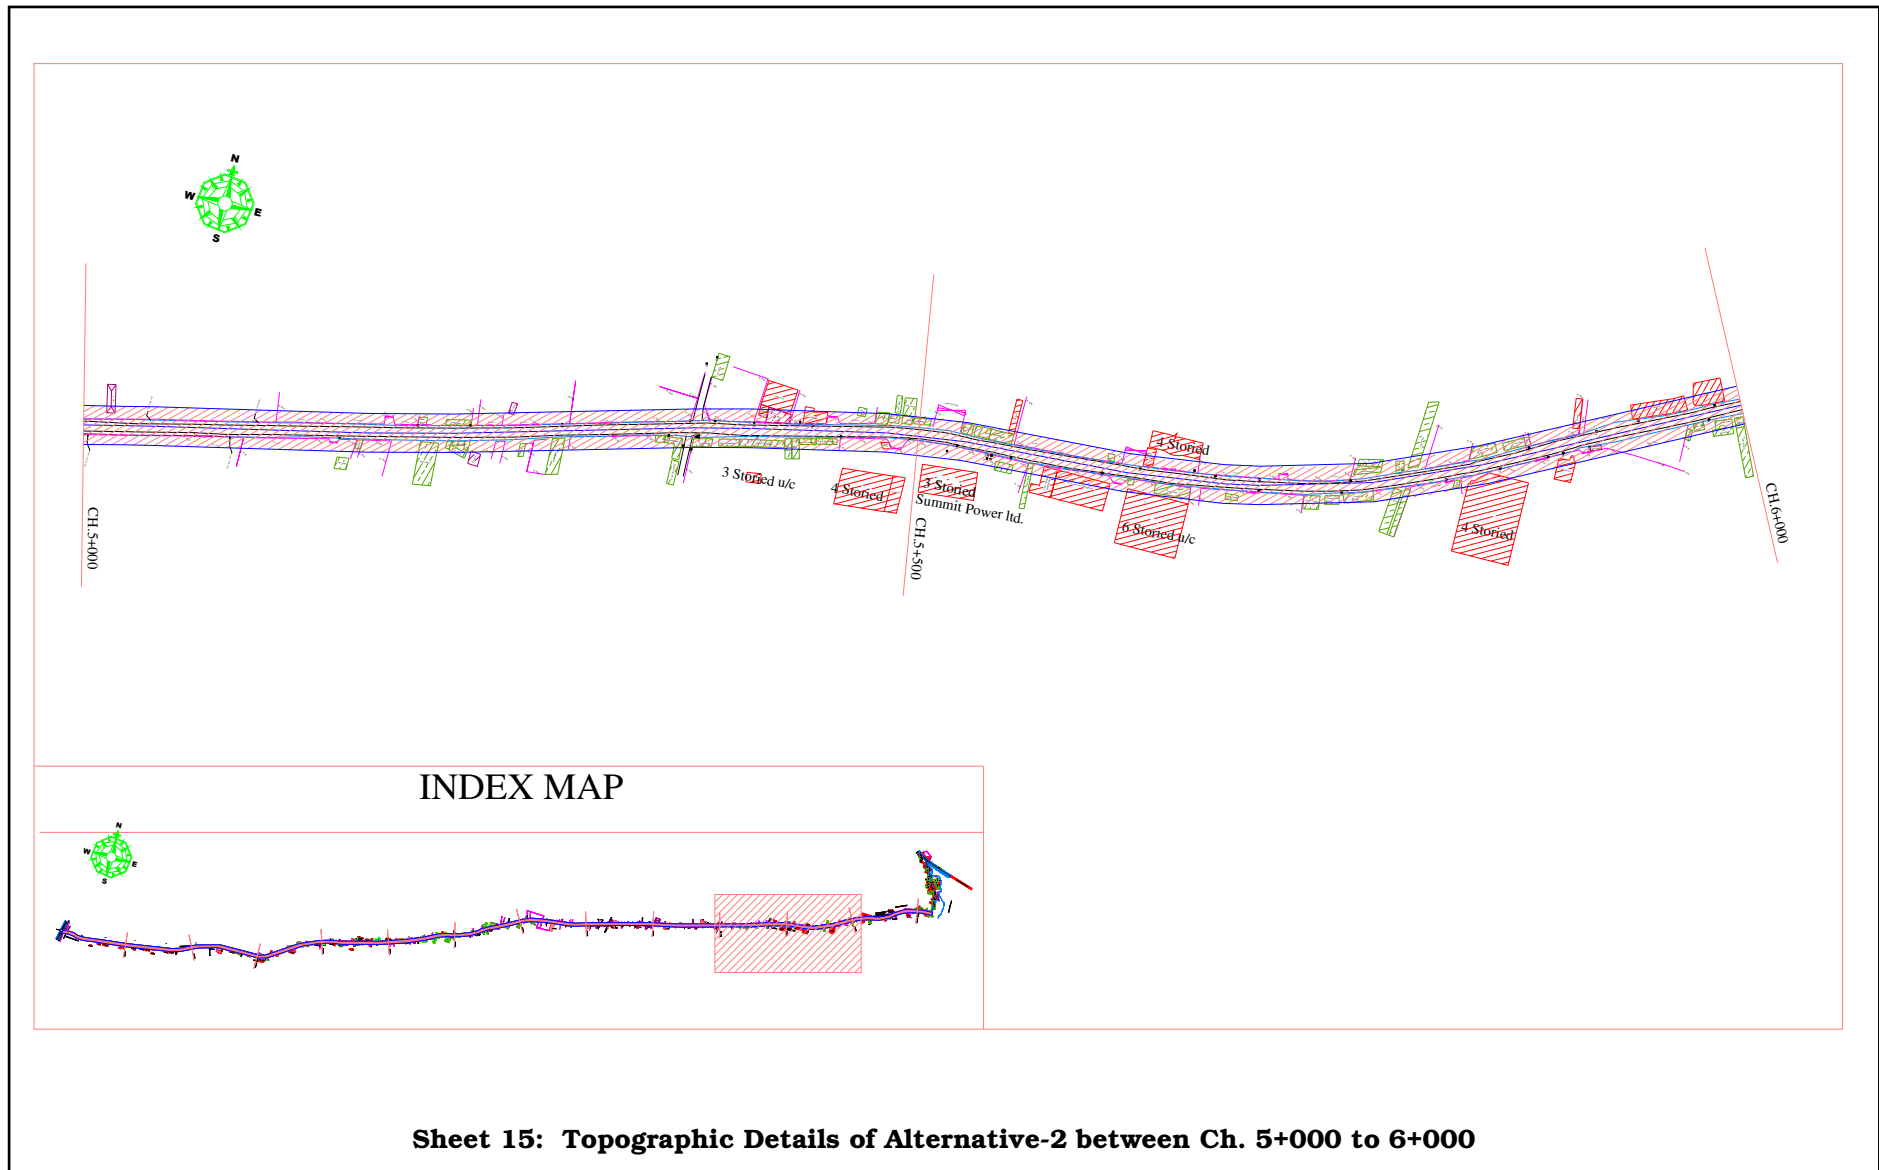 N
W
E
S
4 Storied
3 Storied u/c
4 Storied
3 Storied
Summit Power ltd.
6 Storied u/c
4 Storied
CH.5+000
CH.5+500
CH.6+000
INDEX MAP
N
W
E
S
Sheet 15: Topographic Details of Alternative-2 between Ch. 5+000 to 6+000